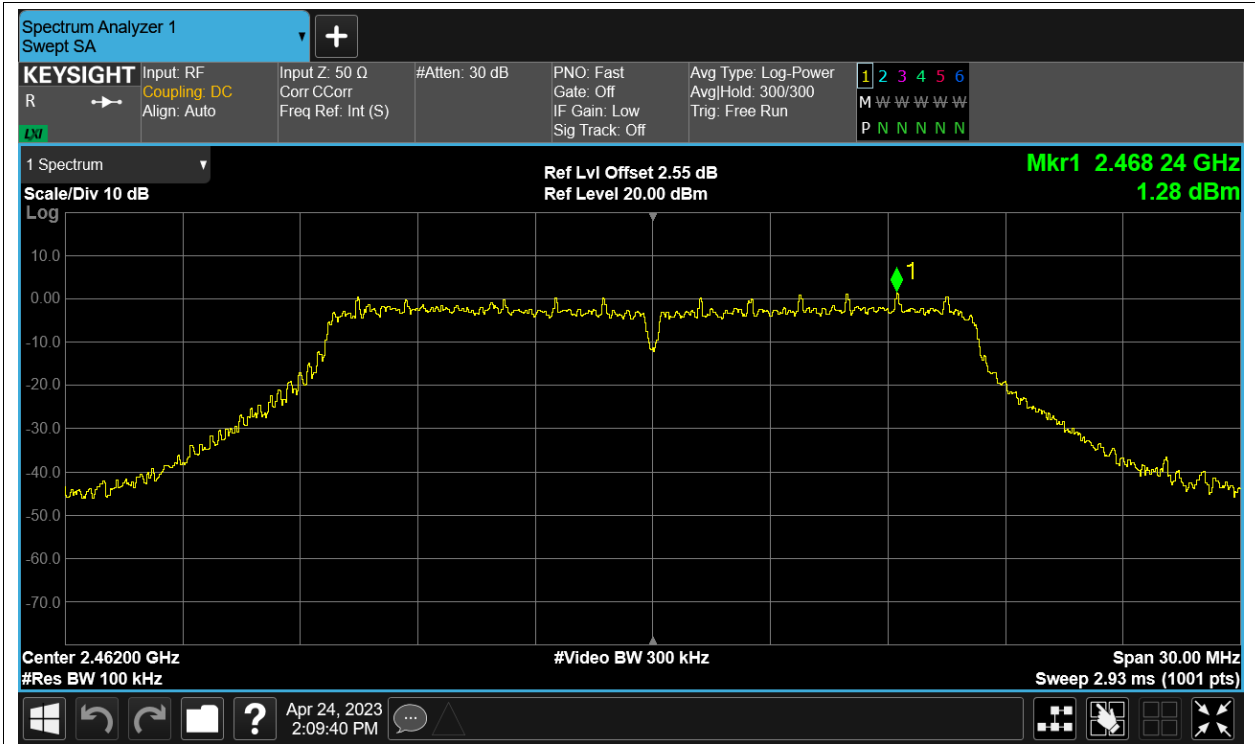 Spectrum Analyzer 1
Swept SA
KEYSIGHT
R
LXI
Input: RF
Coupling: DC
Align: Auto
Input Z: 50 Ω
Corr CCorr
Freq Ref: Int (S)
#Atten: 30 dB
PNO: Fast
Gate: Off
IF Gain: Low
Sig Track: Off
Avg Type: Log-Power
Avg|Hold: 300/300
Trig: Free Run
1 2 3 4 5 6
M W W W W W
P N N N N N
1 Spectrum
Scale/Div 10 dB
Log
Ref Lvl Offset 2.55 dB
Ref Level 20.00 dBm
Mkr1 2.468 24 GHz
1.28 dBm
1
10.0
0.00
-10.0
-20.0
-30.0
-40.0
-50.0
-60.0
-70.0
Center 2.46200 GHz
#Res BW 100 kHz
#Video BW 300 kHz
Span 30.00 MHz
Sweep 2.93 ms (1001 pts)
?
Apr 24, 2023
2:09:40 PM